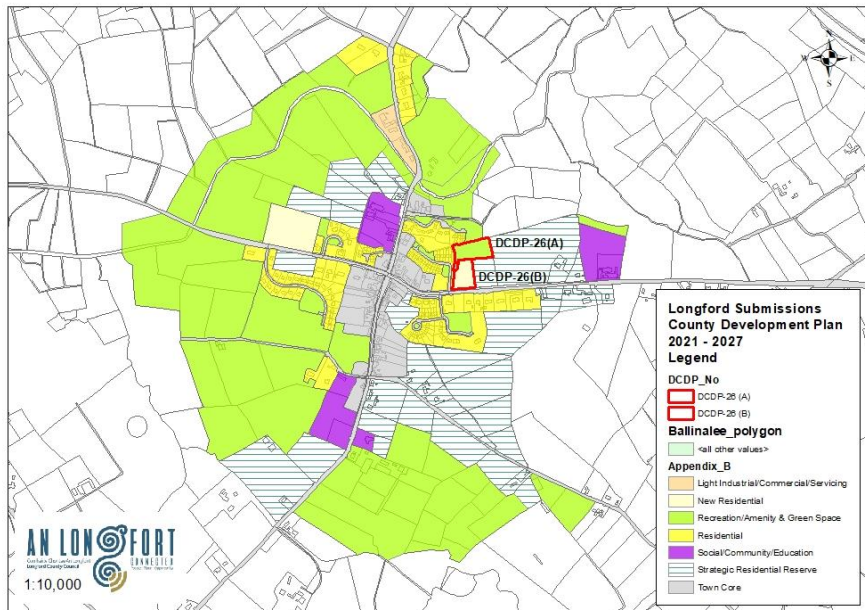 N
W E
S
DCDP-26(A)
DCDP-26(B)
Longford Submissions
County Development Plan
2021 - 2027
Legend
DCDP_No
DCDP-26 (A)
DCDP-26 (B)
Ballinalee_polygon
<all other values>
Appendix_B
Light Industrial/Commercial/Servicing
New Residential
Recreation/Amenity & Green Space
Residential
Social/Community/Education
Strategic Residential Reserve
Town Core
AN LONGFORT
CONNECTED
Longford County Council
1:10,000